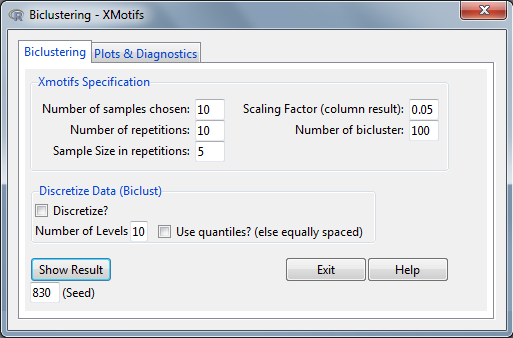 Biclustering - XMotifs
Biclustering Plots & Diagnostics
Xmotifs Specification
Number of samples chosen: 10 Scaling Factor (column result): 0.05
Number of repetitions: 10 Number of bicluster: 100
Sample Size in repetitions: 5
Discretize Data (Biclust)
Discretize?
Number of Levels 10 Use quantiles? (else equally spaced)
Show Result Exit Help
830 (Seed)